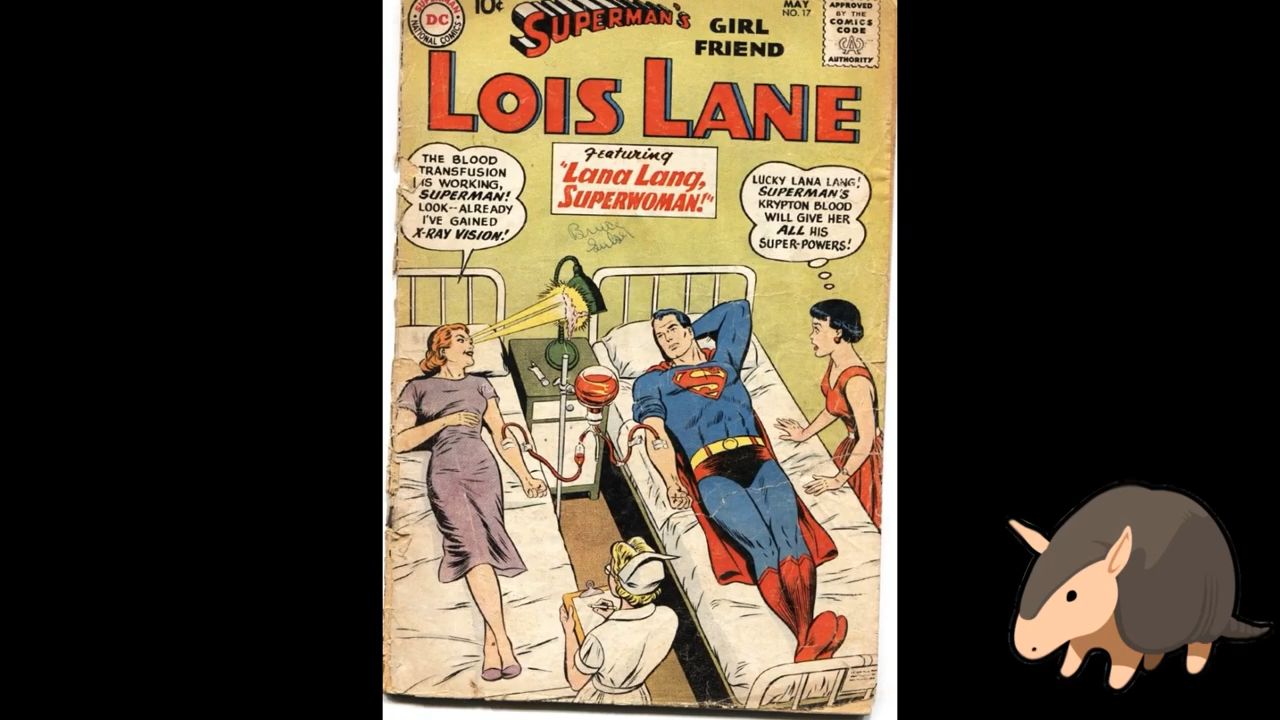 SUPERMAN
DC
NATIONAL COMICS
10¢
SUPERMAN'S
GIRL
FRIEND
MAY
NO. 17
APPROVED
BY THE
COMICS
CODE
CA
AUTHORITY
LOIS LANE
THE BLOOD
TRANSFUSION
IS WORKING,
SUPERMAN!
LOOK--ALREADY
I'VE GAINED
X-RAY VISION!
Featuring
"Lana Lang,
SUPERWOMAN!"
Bruce
LUCKY LANA LANG!
SUPERMAN'S
KRYPTON BLOOD
WILL GIVE HER
ALL HIS
SUPER-POWERS!
S